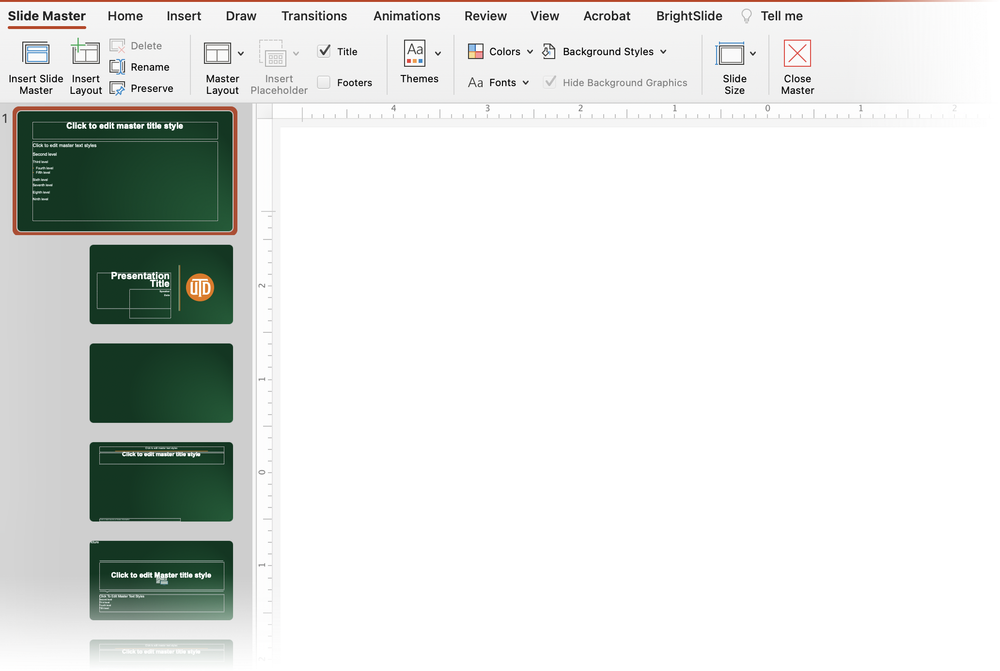 Slide Master Home Insert Draw Transitions Animations Review View Acrobat BrightSlide Tell me
Insert Slide Master
Insert Layout
Delete
Rename
Preserve
Master Layout
Insert Placeholder
Title
Footers
Aa
Themes
Colors
Aa Fonts
Background Styles
Hide Background Graphics
Slide Size
Close Master
4 3 2 1 0 1 2
1
Click to edit master title style
Click to edit master text styles
Second level
Third level
Fourth level
Fifth level
Sixth level
Seventh level
Eighth level
Ninth level
Presentation
Title
Speaker
Date
UTD
Click to edit master text styles
Click to edit master title style
Click to edit Master title style
Click To Edit Master Text Styles
Second level
Third level
Fourth level
Fifth level
Click to edit master text styles
Click to edit master title style
2
1
0
1
2